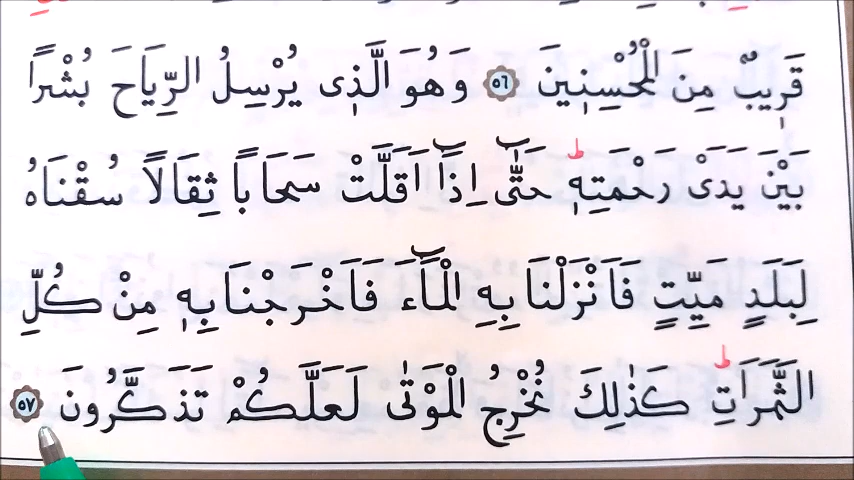 قَرِيبٌ مِنَ الْمُحْسِنِينَ ٥٦ وَهُوَ الَّذِى يُرْسِلُ الرِّيَاحَ بُشْرًا
بَيْنَ يَدَىْ رَحْمَتِهِ ط حَتّٰى اِذَٓا اَقَلَّتْ سَحَابًا ثِقَالًا سُقْنَاهُ
لِبَلَدٍ مَيِّتٍ فَاَنْزَلْنَا بِهِ الْمَٓاءَ فَاَخْرَجْنَا بِهِ مِنْ كُلِّ
الثَّمَرَاتِ ط كَذٰلِكَ نُخْرِجُ الْمَوْتٰى لَعَلَّكُمْ تَذَكَّرُونَ ٥٧